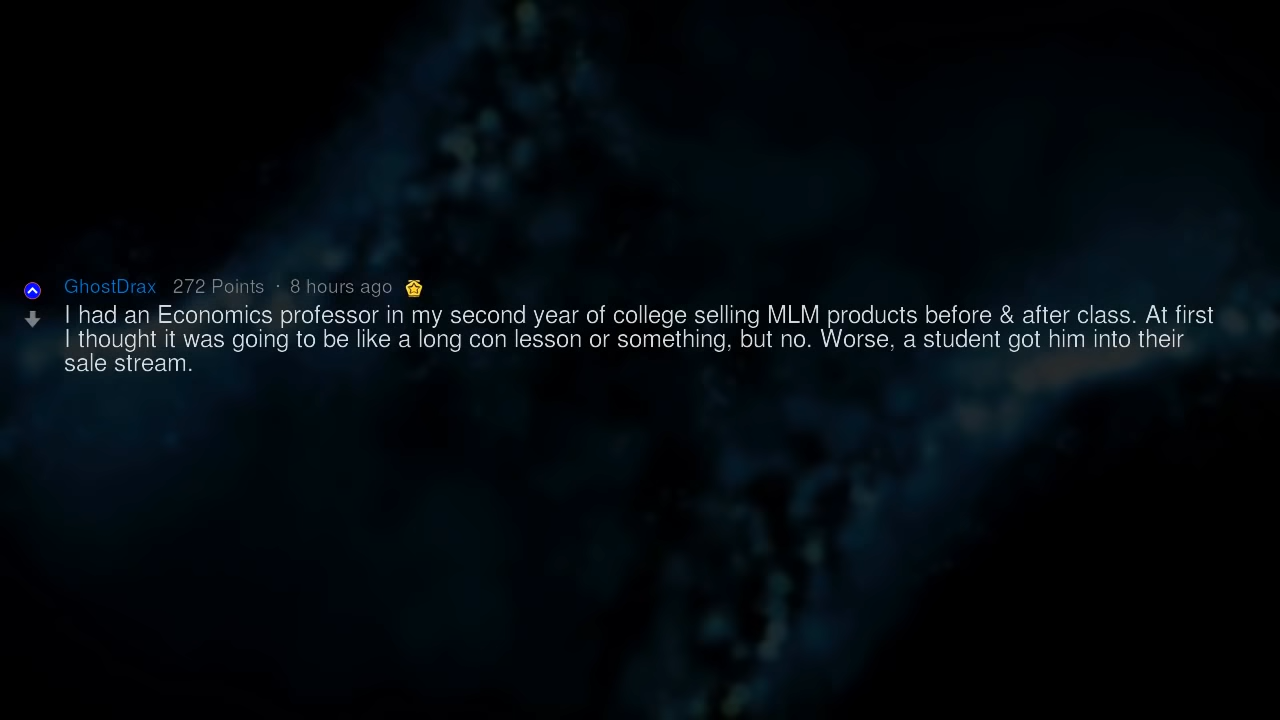 GhostDrax 272 Points · 8 hours ago
I had an Economics professor in my second year of college selling MLM products before & after class. At first
I thought it was going to be like a long con lesson or something, but no. Worse, a student got him into their
sale stream.